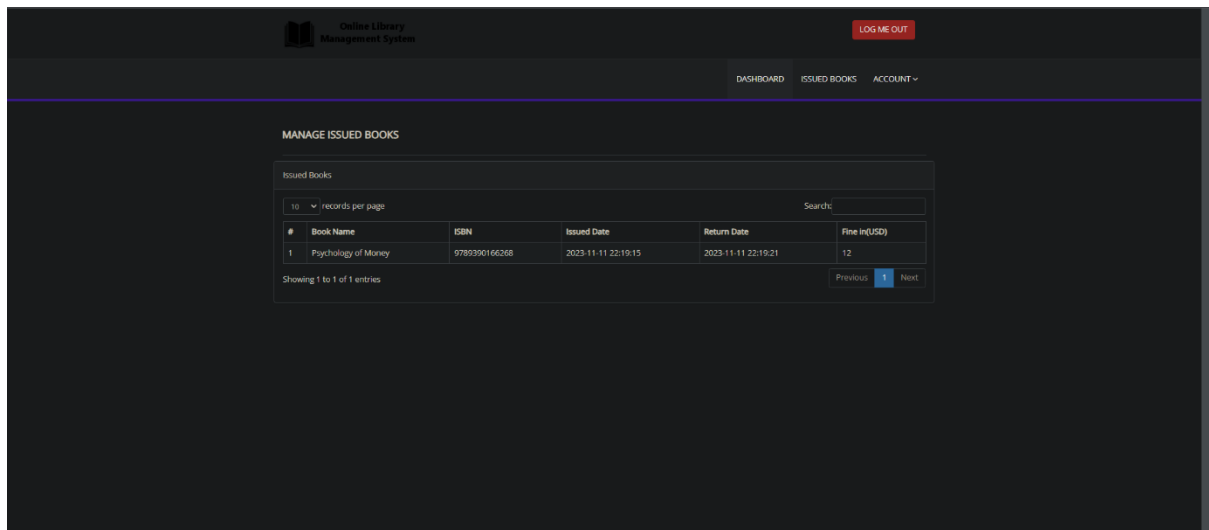 Online Library
Management System
LOG ME OUT
DASHBOARD ISSUED BOOKS ACCOUNT
MANAGE ISSUED BOOKS
Issued Books
10 records per page Search:
# Book Name ISBN Issued Date Return Date Fine in(USD)
1 Psychology of Money 9789390166268 2023-11-11 22:19:15 2023-11-11 22:19:21 12
Showing 1 to 1 of 1 entries Previous 1 Next